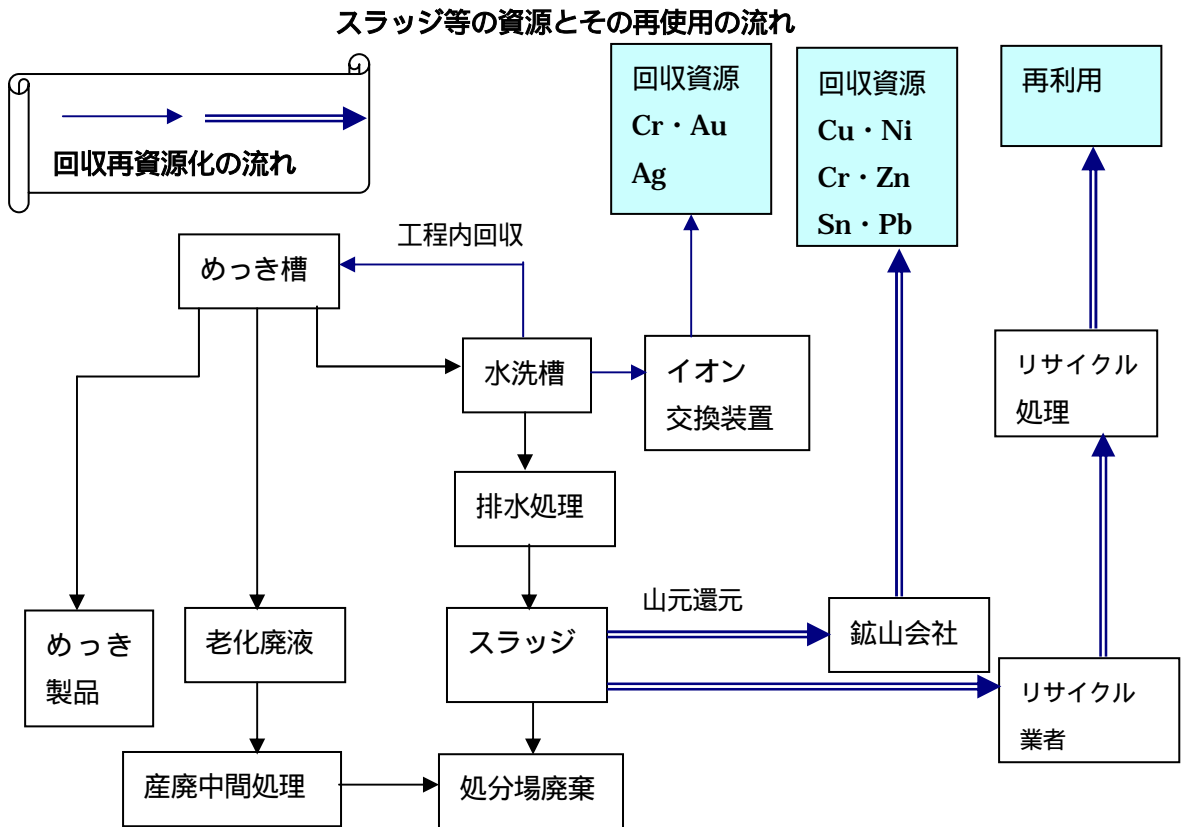 スラッジ等の資源とその再使用の流れ
回収再資源化の流れ
回収資源
Cr・Au
Ag
回収資源
Cu・Ni
Cr・Zn
Sn・Pb
再利用
工程内回収
めっき槽
水洗槽
イオン
交換装置
リサイクル
処理
排水処理
めっき
製品
老化廃液
スラッジ
山元還元
鉱山会社
リサイクル
業者
産廃中間処理
処分場廃棄